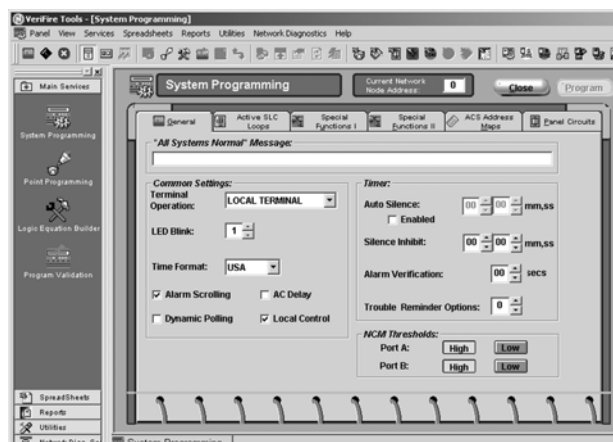 VeriFire Tools - [System Programming]
Panel View Services Spreadsheets Reports Utilities Network Diagnostics Help
Main Services
System Programming
Point Programming
Logic Equation Builder
Program Validation
SpreadSheets
Reports
Utilities
System Programming
Current Network
Node Address:
0
Close
Program
General
Active SLC
Loops
Special
Functions I
Special
Functions II
ACS Address
Maps
Panel Circuits
"All Systems Normal" Message:
Common Settings:
Terminal
Operation:
LOCAL TERMINAL
LED Blink:
1
Time Format:
USA
Alarm Scrolling
AC Delay
Dynamic Polling
Local Control
Timer:
Auto Silence:
00 00 mm,ss
Enabled
Silence Inhibit:
00 00 mm,ss
Alarm Verification:
00 secs
Trouble Reminder Options:
0
NCM Thresholds:
Port A: High Low
Port B: High Low
System Programming